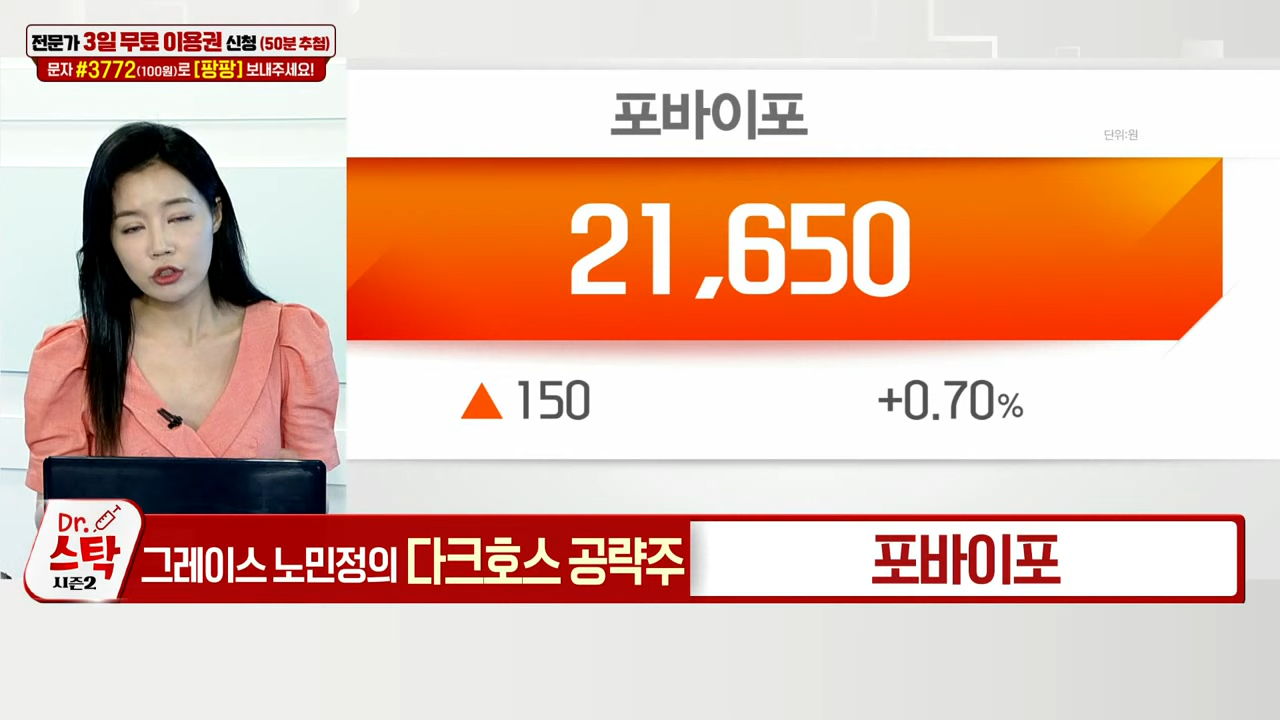 전문가 3일 무료 이용권 신청 (50분 추첨)
문자 #3772(100원)로 [팡팡] 보내주세요!
포바이포
단위:원
21,650
▲ 150
+0.70%
Dr.
스탁
시즌2
그레이스 노민정의 다크호스 공략주
포바이포